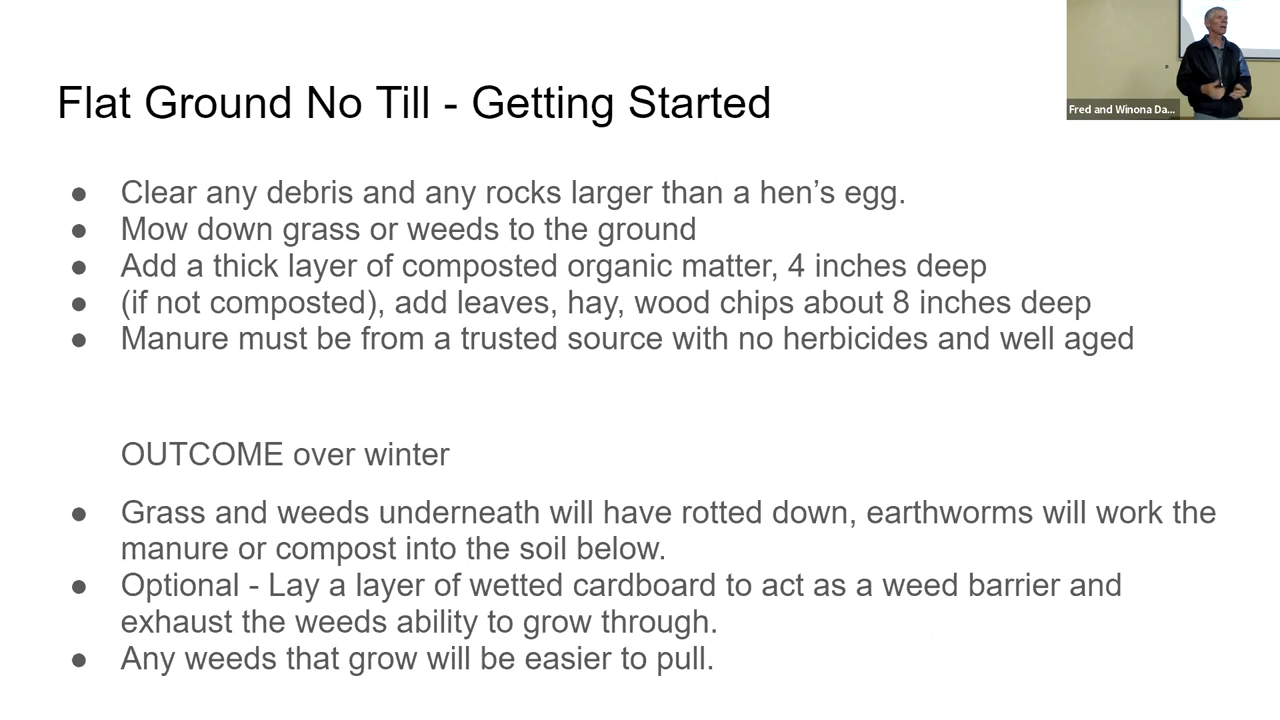 Flat Ground No Till - Getting Started
Fred and Winona Da...
● Clear any debris and any rocks larger than a hen’s egg.
● Mow down grass or weeds to the ground
● Add a thick layer of composted organic matter, 4 inches deep
● (if not composted), add leaves, hay, wood chips about 8 inches deep
● Manure must be from a trusted source with no herbicides and well aged
OUTCOME over winter
● Grass and weeds underneath will have rotted down, earthworms will work the
manure or compost into the soil below.
● Optional - Lay a layer of wetted cardboard to act as a weed barrier and
exhaust the weeds ability to grow through.
● Any weeds that grow will be easier to pull.